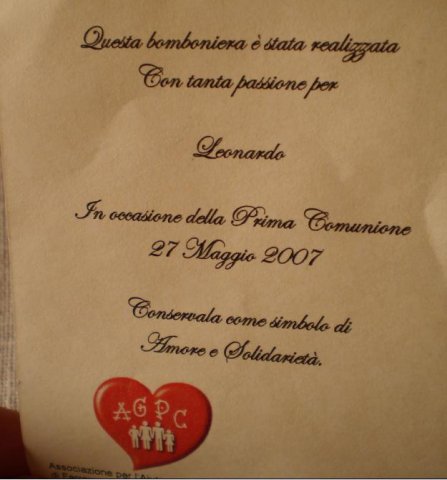 Questa bomboniera è stata realizzata
Con tanta passione per
Leonardo
In occasione della Prima Comunione
27 Maggio 2007
Conservala come simbolo di
Amore e Solidarietà.
AGPC
Associazione per l'Aiu